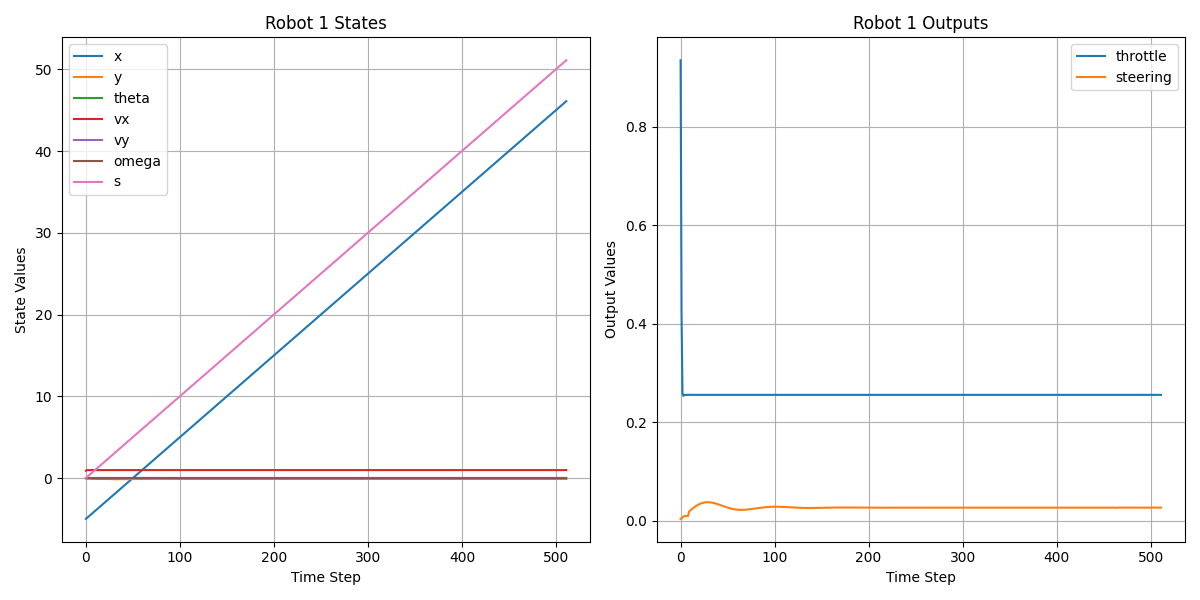 Robot 1 States
x
y
theta
vx
vy
omega
s
State Values
50
40
30
20
10
0
0
100
200
300
400
500
Time Step
Robot 1 Outputs
throttle
steering
Output Values
0.8
0.6
0.4
0.2
0.0
0
100
200
300
400
500
Time Step